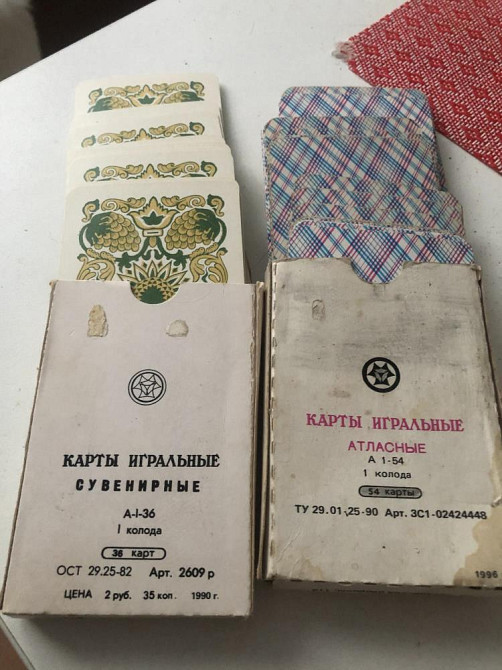 КАРТЫ ИГРАЛЬНЫЕ
СУВЕНИРНЫЕ
А-I-36
I колода
36 карт
ОСТ 29.25-82 Арт. 2609 р
ЦЕНА 2 руб. 35 коп. 1990 г.
КАРТЫ ИГРАЛЬНЫЕ
АТЛАСНЫЕ
А 1-54
1 колода
54 карты
ТУ 29.01-25-90 Арт. ЗС1-02424448
1996